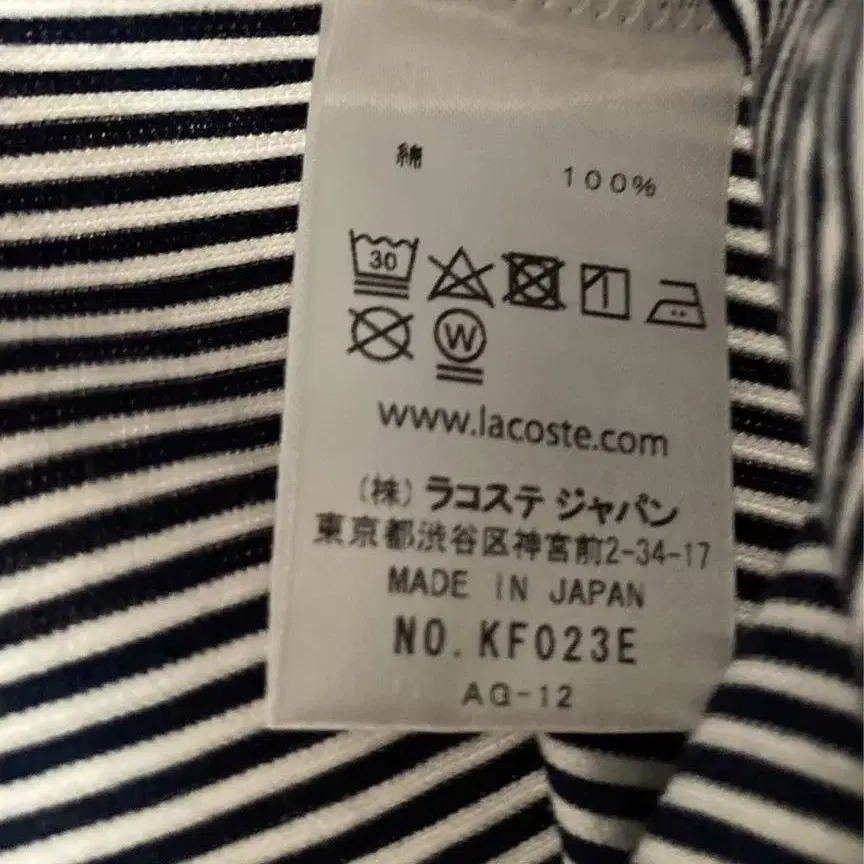 綿 100%
30
W
www.lacoste.com
(株) ラコステ ジャパン
東京都渋谷区神宮前2-34-17
MADE IN JAPAN
NO. KF023E
AG-12